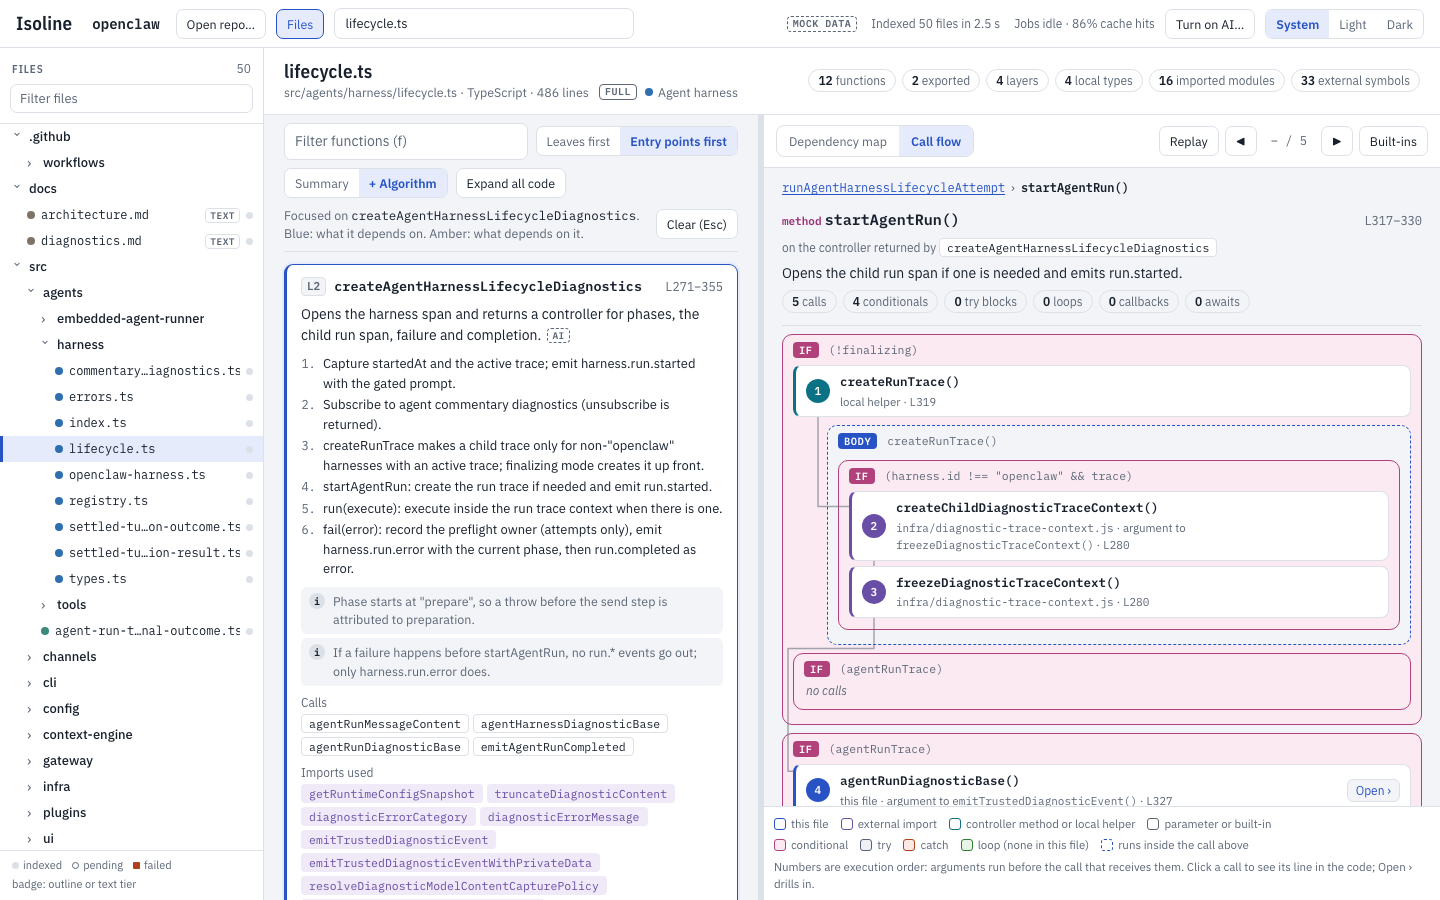 Isoline openclaw Open repo... Files lifecycle.ts MOCK DATA Indexed 50 files in 2.5 s Jobs idle · 86% cache hits Turn on AI... System Light Dark
FILES 50
Filter files
.github
workflows
docs
architecture.md TEXT
diagnostics.md TEXT
src
agents
embedded-agent-runner
harness
commentary…iagnostics.ts
errors.ts
index.ts
lifecycle.ts
openclaw-harness.ts
registry.ts
settled-tu…on-outcome.ts
settled-tu…ion-result.ts
types.ts
tools
agent-run-t…nal-outcome.ts
channels
cli
config
context-engine
gateway
infra
plugins
ui
indexed pending failed
badge: outline or text tier
lifecycle.ts
src/agents/harness/lifecycle.ts · TypeScript · 486 lines FULL Agent harness
12 functions 2 exported 4 layers 4 local types 16 imported modules 33 external symbols
Filter functions (f) Leaves first Entry points first
Summary + Algorithm Expand all code
Focused on createAgentHarnessLifecycleDiagnostics.
Blue: what it depends on. Amber: what depends on it.
Clear (Esc)
L2 createAgentHarnessLifecycleDiagnostics L271–355
Opens the harness span and returns a controller for phases, the
child run span, failure and completion. AI
1. Capture startedAt and the active trace; emit harness.run.started
with the gated prompt.
2. Subscribe to agent commentary diagnostics (unsubscribe is
returned).
3. createRunTrace makes a child trace only for non-"openclaw"
harnesses with an active trace; finalizing mode creates it up front.
4. startAgentRun: create the run trace if needed and emit run.started.
5. run(execute): execute inside the run trace context when there is one.
6. fail(error): record the preflight owner (attempts only), emit
harness.run.error with the current phase, then run.completed as
error.
i Phase starts at "prepare", so a throw before the send step is
attributed to preparation.
i If a failure happens before startAgentRun, no run.* events go out;
only harness.run.error does.
Calls
agentRunMessageContent agentHarnessDiagnosticBase
agentRunDiagnosticBase emitAgentRunCompleted
Imports used
getRuntimeConfigSnapshot truncateDiagnosticContent
diagnosticErrorCategory diagnosticErrorMessage
emitTrustedDiagnosticEvent
emitTrustedDiagnosticEventWithPrivateData
resolveDiagnosticModelContentCapturePolicy
Dependency map Call flow Replay ◀ – / 5 ▶ Built-ins
runAgentHarnessLifecycleAttempt › startAgentRun()
method startAgentRun() L317–330
on the controller returned by createAgentHarnessLifecycleDiagnostics
Opens the child run span if one is needed and emits run.started.
5 calls 4 conditionals 0 try blocks 0 loops 0 callbacks 0 awaits
IF (!finalizing)
1 createRunTrace()
local helper · L319
BODY createRunTrace()
IF (harness.id !== "openclaw" && trace)
2 createChildDiagnosticTraceContext()
infra/diagnostic-trace-context.js · argument to
freezeDiagnosticTraceContext() · L280
3 freezeDiagnosticTraceContext()
infra/diagnostic-trace-context.js · L280
IF (agentRunTrace)
no calls
IF (agentRunTrace)
4 agentRunDiagnosticBase() Open ›
this file · argument to emitTrustedDiagnosticEvent() · L327
this file external import controller method or local helper parameter or built-in
conditional try catch loop (none in this file) runs inside the call above
Numbers are execution order: arguments run before the call that receives them. Click a call to see its line in the code; Open ›
drills in.